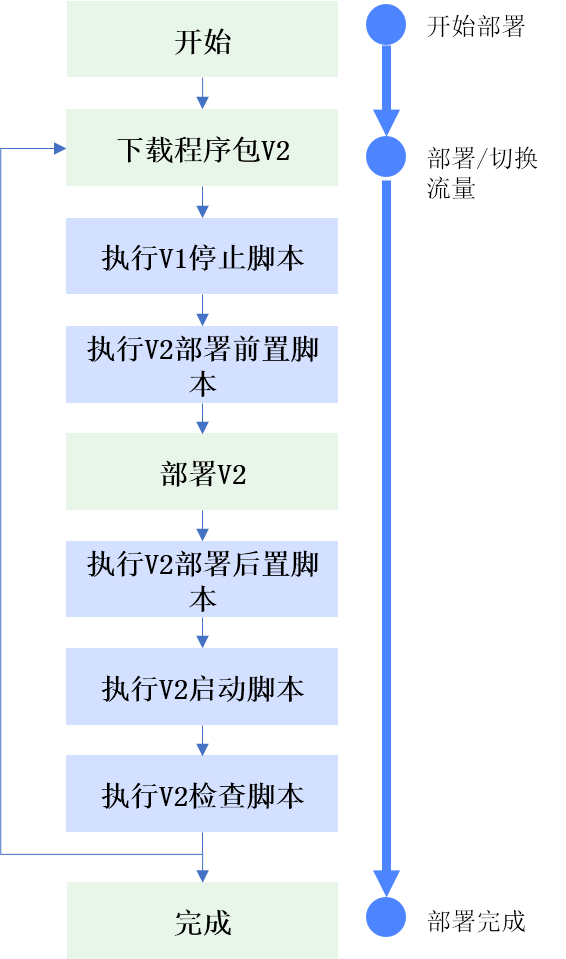 开始
下载程序包V2
执行V1停止脚本
执行V2部署前置脚
本
部署V2
执行V2部署后置脚
本
执行V2启动脚本
执行V2检查脚本
完成
开始部署
部署/切换
流量
部署完成